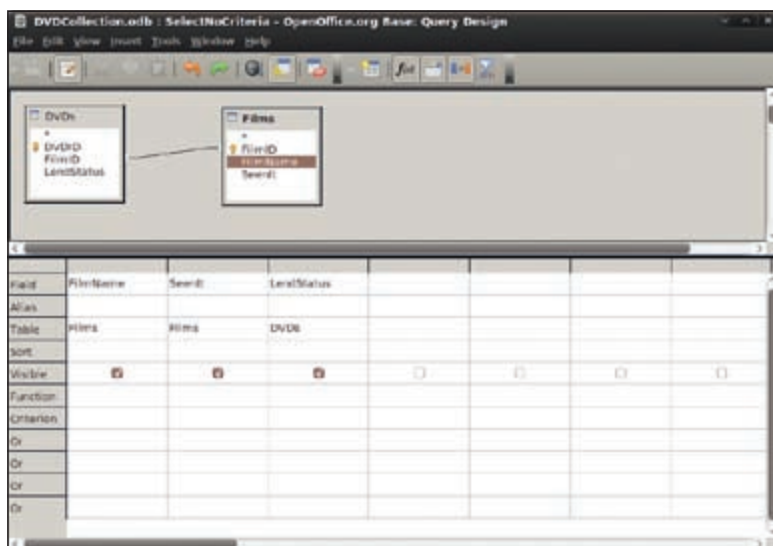 DVDCollection.odb : SelectNoCriteria - OpenOffice.org Base: Query Design
File Edit View Insert Tools Window Help
DVDs
*
DVDID
FilmID
LendStatus
Films
*
FilmID
FilmName
SeenIt
Field FilmName SeenIt LendStatus
Alias
Table Films Films DVDs
Sort
Visible
Function
Criterion
Or
Or
Or
Or